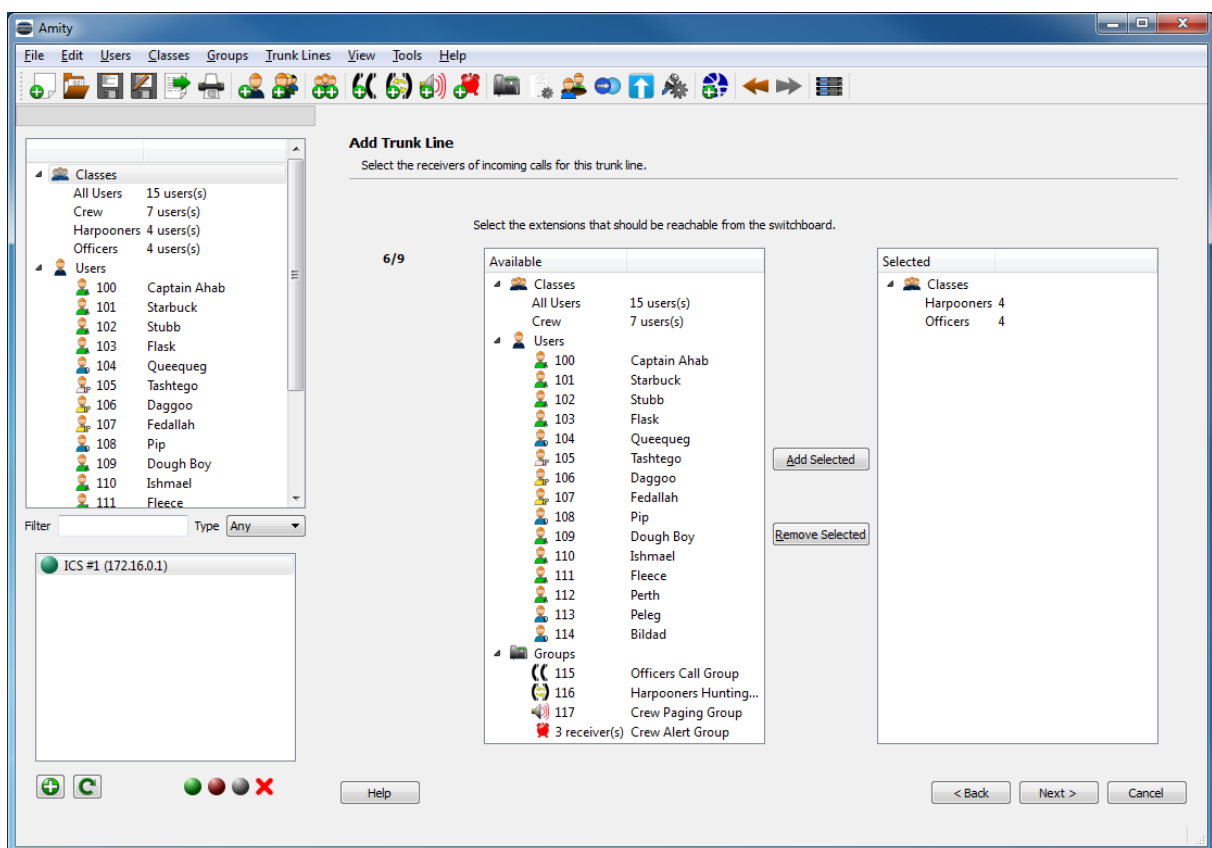 Amity
File Edit Users Classes Groups Trunk Lines View Tools Help
Classes
All Users 15 users(s)
Crew 7 users(s)
Harpooners 4 users(s)
Officers 4 users(s)
Users
100 Captain Ahab
101 Starbuck
102 Stubb
103 Flask
104 Queequeg
105 Tashtego
106 Daggoo
107 Fedallah
108 Pip
109 Dough Boy
110 Ishmael
111 Fleece
Filter Type Any
ICS #1 (172.16.0.1)
Add Trunk Line
Select the receivers of incoming calls for this trunk line.
Select the extensions that should be reachable from the switchboard.
6/9
Available
Classes
All Users 15 users(s)
Crew 7 users(s)
Users
100 Captain Ahab
101 Starbuck
102 Stubb
103 Flask
104 Queequeg
105 Tashtego
106 Daggoo
107 Fedallah
108 Pip
109 Dough Boy
110 Ishmael
111 Fleece
112 Perth
113 Peleg
114 Bildad
Groups
115 Officers Call Group
116 Harpooners Hunting...
117 Crew Paging Group
3 receiver(s) Crew Alert Group
Add Selected
Remove Selected
Selected
Classes
Harpooners 4
Officers 4
Help
< Back Next > Cancel